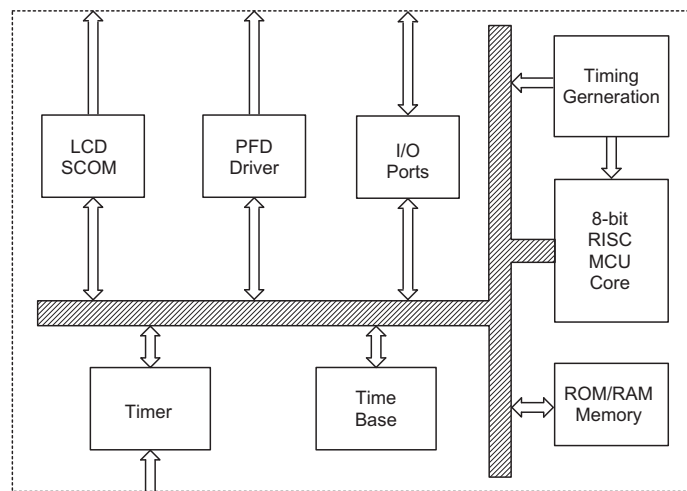 LCD
SCOM
PFD
Driver
I/O
Ports
Timing
Gerneration
8-bit
RISC
MCU
Core
Timer
Time
Base
ROM/RAM
Memory